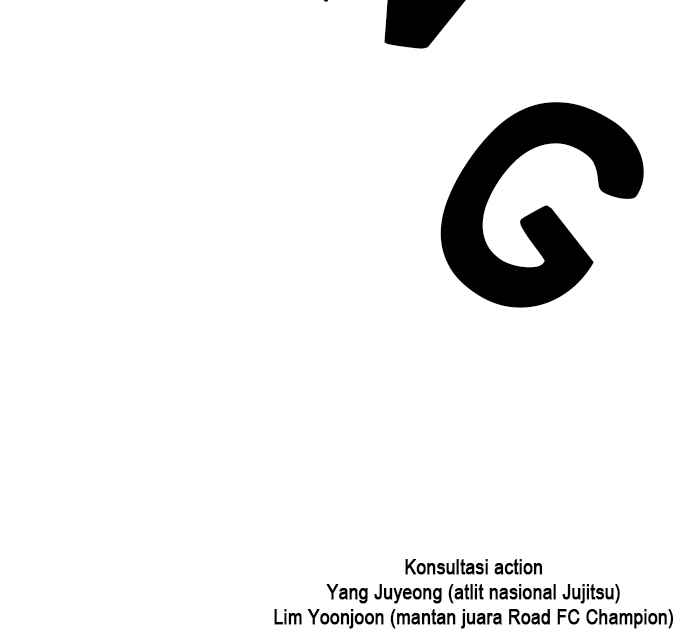 G
Konsultasi action
Yang Juyeong (atlit nasional Jujitsu)
Lim Yoonjoon (mantan juara Road FC Champion)